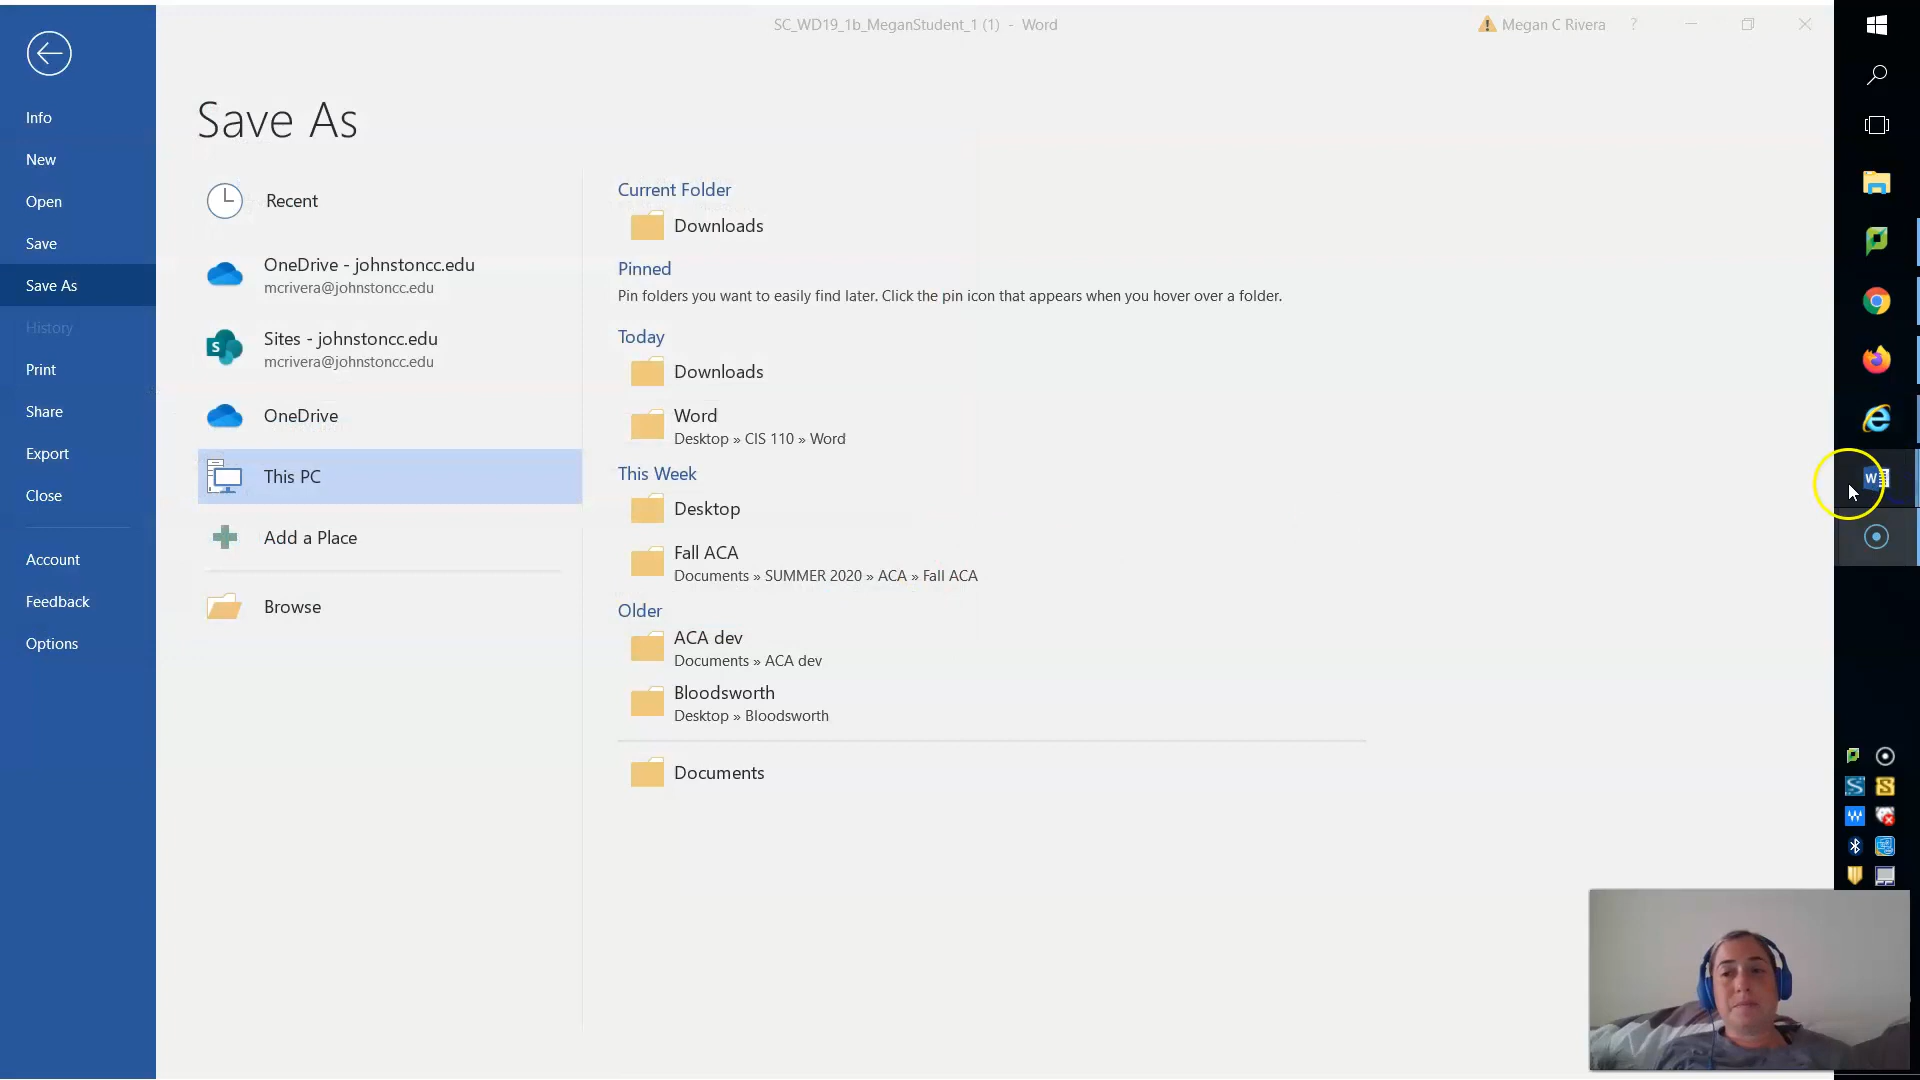 SC_WD19_1b_MeganStudent_1 (1) - Word
Megan C Rivera
?
Info
New
Open
Save
Save As
History
Print
Share
Export
Close
Account
Feedback
Options
Save As
Recent
OneDrive - johnstoncc.edu
mcrivera@johnstoncc.edu
Sites - johnstoncc.edu
mcrivera@johnstoncc.edu
OneDrive
This PC
Add a Place
Browse
Current Folder
Downloads
Pinned
Pin folders you want to easily find later. Click the pin icon that appears when you hover over a folder.
Today
Downloads
Word
Desktop » CIS 110 » Word
This Week
Desktop
Fall ACA
Documents » SUMMER 2020 » ACA » Fall ACA
Older
ACA dev
Documents » ACA dev
Bloodsworth
Desktop » Bloodsworth
Documents